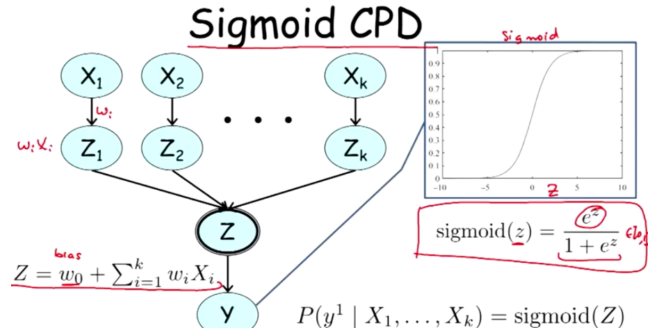 Sigmoid CPD
sigmoid
X₁ X₂ Xₖ
wᵢ
1
0.9
0.8
0.7
0.6
0.5
0.4
0.3
0.2
0.1
0
-10 -5 0 5 10
Z
wᵢXᵢ Z₁ Z₂ . . . Zₖ
Z
sigmoid(z) = e^z / (1 + e^z)
bias
Z = w₀ + ∑ᵢ₌₁ᵏ wᵢXᵢ
Y
P(y¹ | X₁, . . . , Xₖ) = sigmoid(Z)